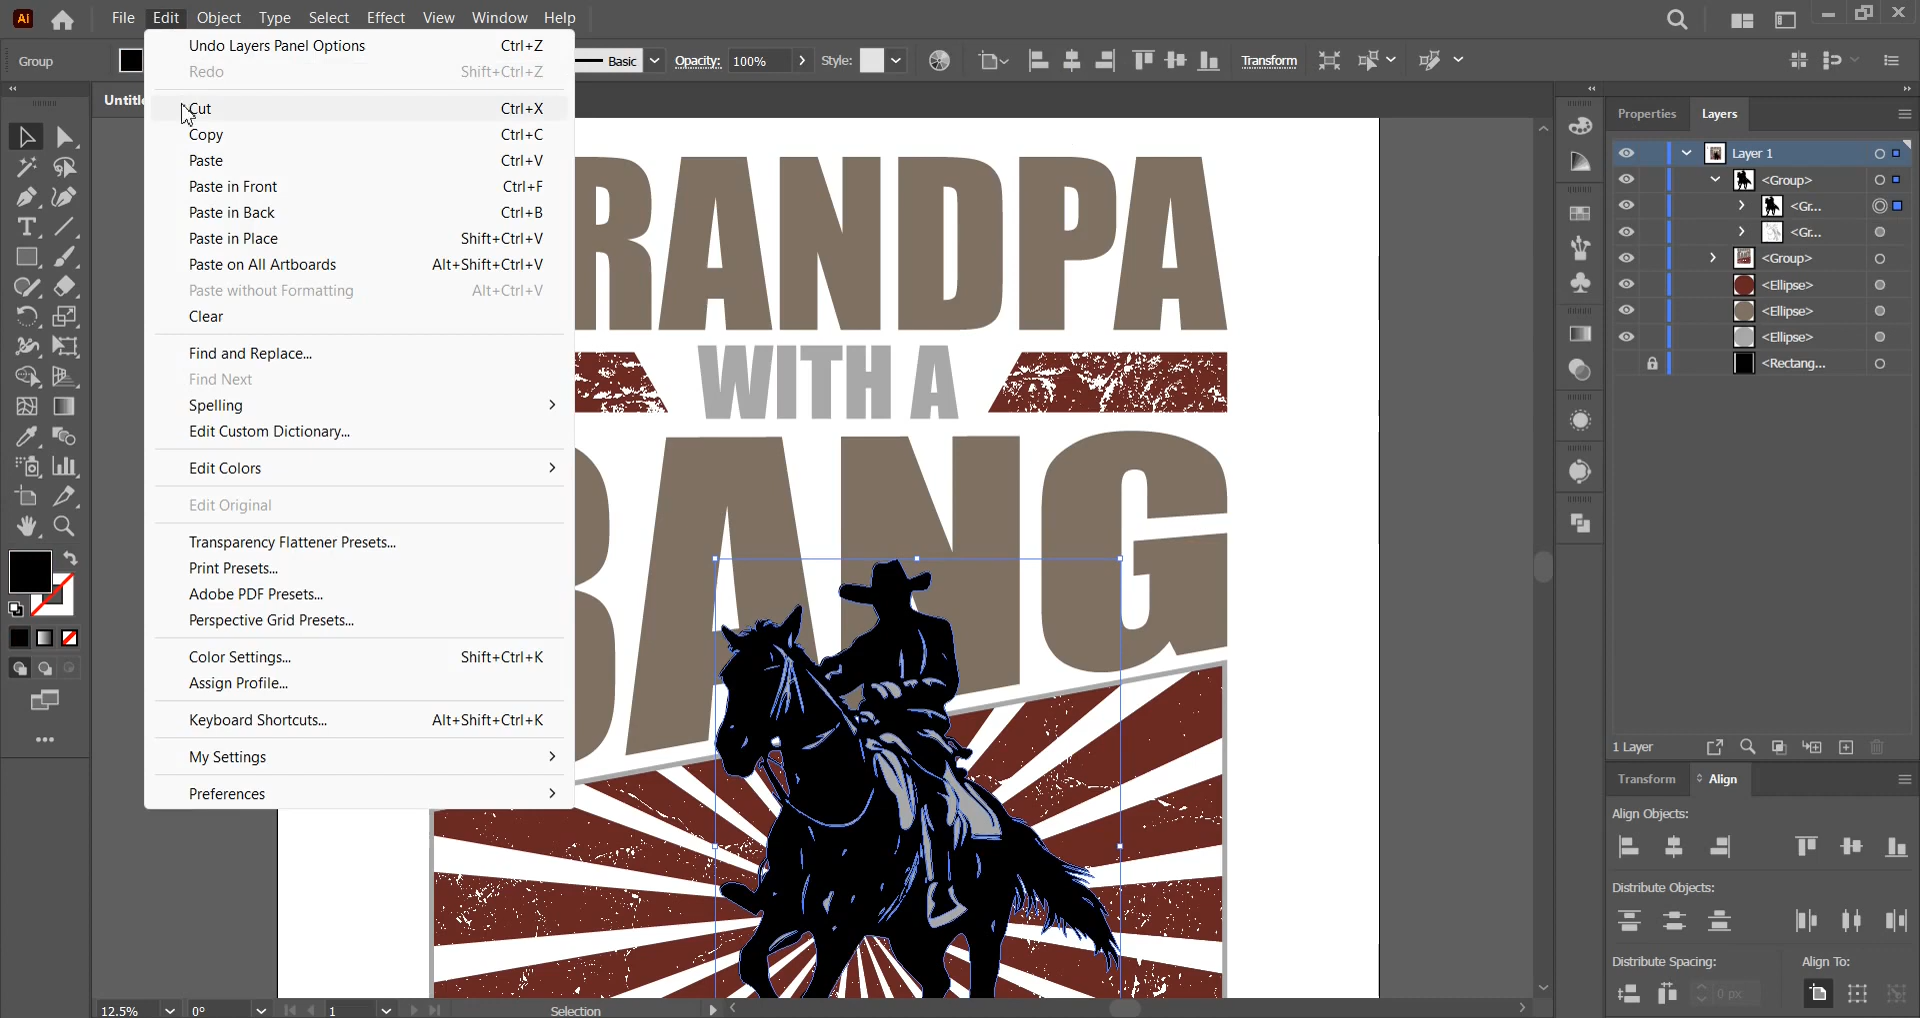 Ai
File Edit Object Type Select Effect View Window Help
Group
Basic Opacity: 100% Style: Transform
Undo Layers Panel Options Ctrl+Z
Redo Shift+Ctrl+Z
Cut Ctrl+X
Copy Ctrl+C
Paste Ctrl+V
Paste in Front Ctrl+F
Paste in Back Ctrl+B
Paste in Place Shift+Ctrl+V
Paste on All Artboards Alt+Shift+Ctrl+V
Paste without Formatting Alt+Ctrl+V
Clear
Find and Replace...
Find Next
Spelling
Edit Custom Dictionary...
Edit Colors
Edit Original
Transparency Flattener Presets...
Print Presets...
Adobe PDF Presets...
Perspective Grid Presets...
Color Settings... Shift+Ctrl+K
Assign Profile...
Keyboard Shortcuts... Alt+Shift+Ctrl+K
My Settings
Preferences
Untitle
RANDPA
WITH A
BANG
Properties Layers
Layer 1
<Group>
<Gr...
<Gr...
<Group>
<Ellipse>
<Ellipse>
<Ellipse>
<Rectang...
1 Layer
Transform Align
Align Objects:
Distribute Objects:
Distribute Spacing: Align To:
0 px
12.5% 0° 1 Selection